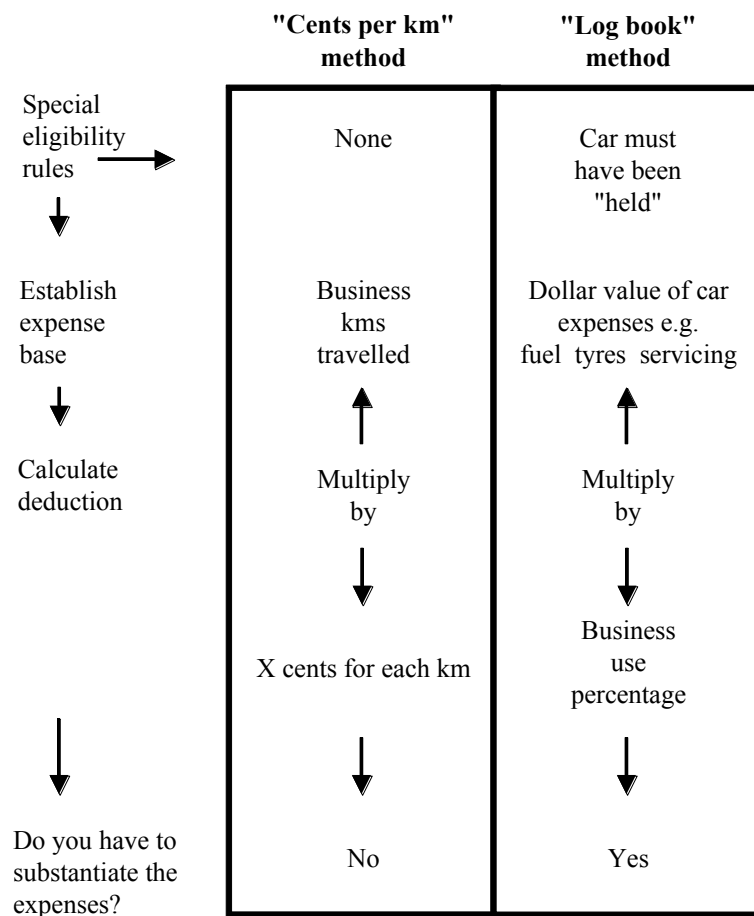 "Cents per km"
method
"Log book"
method
Special
eligibility
rules
None
Car must
have been
"held"
Establish
expense
base
Business
kms
travelled
Dollar value of car
expenses e.g.
fuel tyres servicing
Calculate
deduction
Multiply
by
Multiply
by
X cents for each km
Business
use
percentage
Do you have to
substantiate the
expenses?
No
Yes